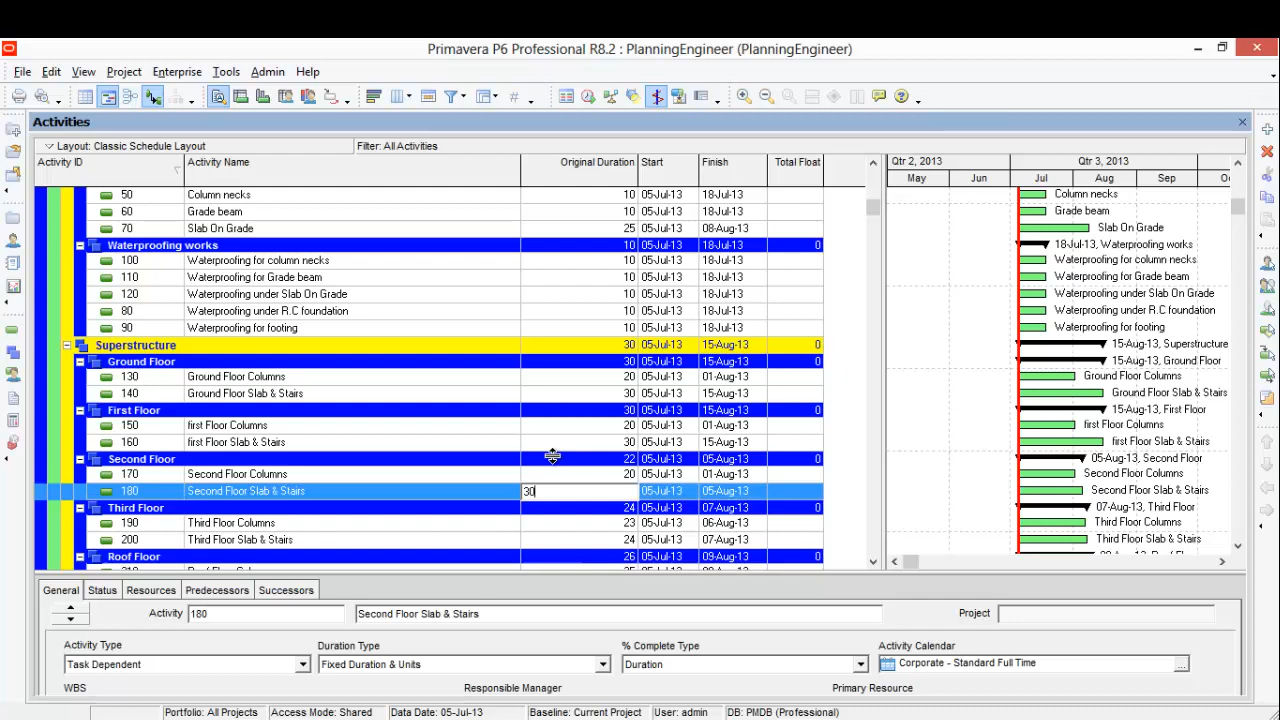 Primavera P6 Professional R8.2 : PlanningEngineer (PlanningEngineer)
File Edit View Project Enterprise Tools Admin Help
Activities
Layout: Classic Schedule Layout Filter: All Activities
Activity ID Activity Name Original Duration Start Finish Total Float Qtr 2, 2013 Qtr 3, 2013
May Jun Jul Aug Sep
50 Column necks 10 05-Jul-13 18-Jul-13 Column necks
60 Grade beam 10 05-Jul-13 18-Jul-13 Grade beam
70 Slab On Grade 25 05-Jul-13 08-Aug-13 Slab On Grade
Waterproofing works 10 05-Jul-13 18-Jul-13 0 18-Jul-13, Waterproofing works
100 Waterproofing for column necks 10 05-Jul-13 18-Jul-13 Waterproofing for column necks
110 Waterproofing for Grade beam 10 05-Jul-13 18-Jul-13 Waterproofing for Grade beam
120 Waterproofing under Slab On Grade 10 05-Jul-13 18-Jul-13 Waterproofing under Slab On Grade
80 Waterproofing under R.C foundation 10 05-Jul-13 18-Jul-13 Waterproofing under R.C foundation
90 Waterproofing for footing 10 05-Jul-13 18-Jul-13 Waterproofing for footing
Superstructure 30 05-Jul-13 15-Aug-13 0 15-Aug-13, Superstructure
Ground Floor 30 05-Jul-13 15-Aug-13 0 15-Aug-13, Ground Floor
130 Ground Floor Columns 20 05-Jul-13 01-Aug-13 Ground Floor Columns
140 Ground Floor Slab & Stairs 30 05-Jul-13 15-Aug-13 Ground Floor Slab & Stairs
First Floor 30 05-Jul-13 15-Aug-13 0 15-Aug-13, First Floor
150 first Floor Columns 20 05-Jul-13 01-Aug-13 first Floor Columns
160 first Floor Slab & Stairs 30 05-Jul-13 15-Aug-13 first Floor Slab & Stairs
Second Floor 22 05-Jul-13 05-Aug-13 0 05-Aug-13, Second Floor
170 Second Floor Columns 20 05-Jul-13 01-Aug-13 Second Floor Columns
180 Second Floor Slab & Stairs 30 05-Jul-13 05-Aug-13 Second Floor Slab & Stairs
Third Floor 24 05-Jul-13 07-Aug-13 0 07-Aug-13, Third Floor
190 Third Floor Columns 23 05-Jul-13 06-Aug-13 Third Floor Columns
200 Third Floor Slab & Stairs 24 05-Jul-13 07-Aug-13 Third Floor Slab & Stairs
Roof Floor 26 05-Jul-13 09-Aug-13 0
General Status Resources Predecessors Successors
Activity 180 Second Floor Slab & Stairs Project
Activity Type Duration Type % Complete Type Activity Calendar
Task Dependent Fixed Duration & Units Duration Corporate - Standard Full Time
WBS Responsible Manager Primary Resource
Portfolio: All Projects Access Mode: Shared Data Date: 05-Jul-13 Baseline: Current Project User: admin DB: PMDB (Professional)